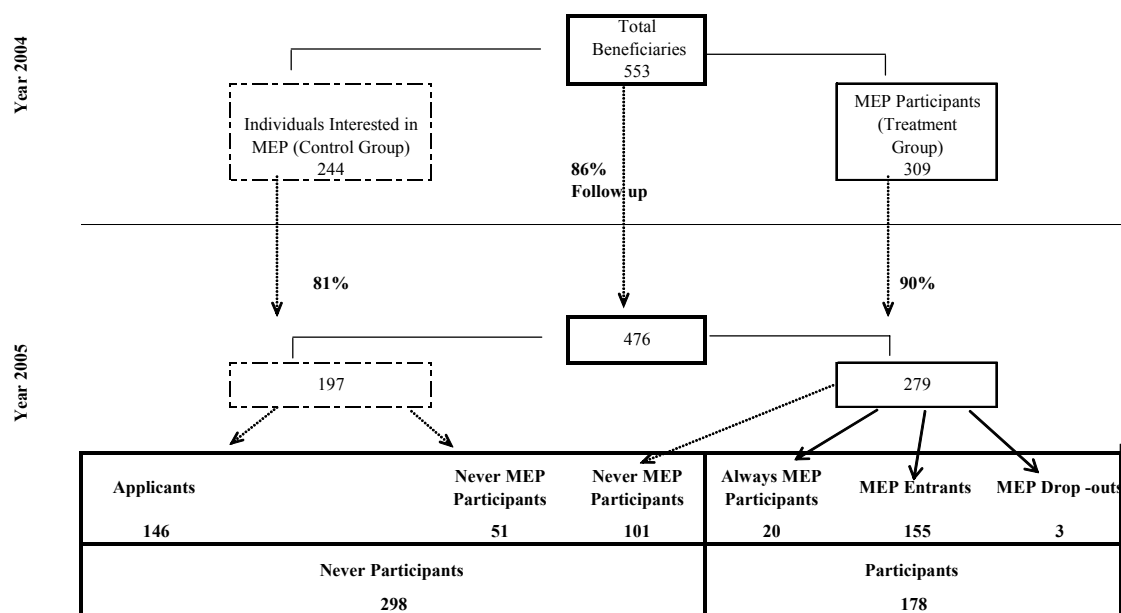 Year 2004
Total
Beneficiaries
553
Individuals Interested in
MEP (Control Group)
244
MEP Participants
(Treatment
Group)
309
86%
Follow up
81%
90%
Year 2005
476
197
279
Applicants
146
Never MEP
Participants
51
Never MEP
Participants
101
Always MEP
Participants
20
MEP Entrants
155
MEP Drop -outs
3
Never Participants
298
Participants
178